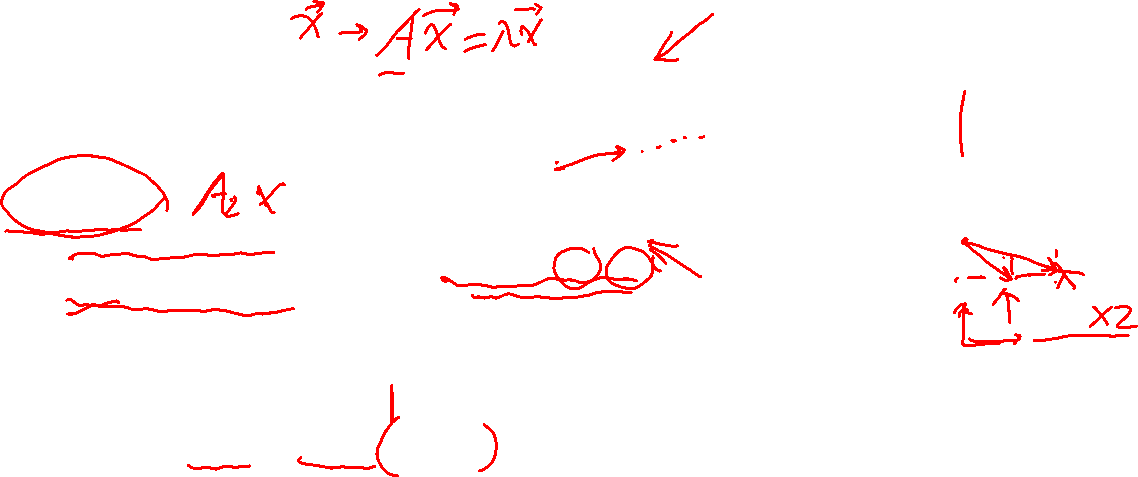 x⃗ → Ax⃗ = λx⃗
A₂ x
x2
( )